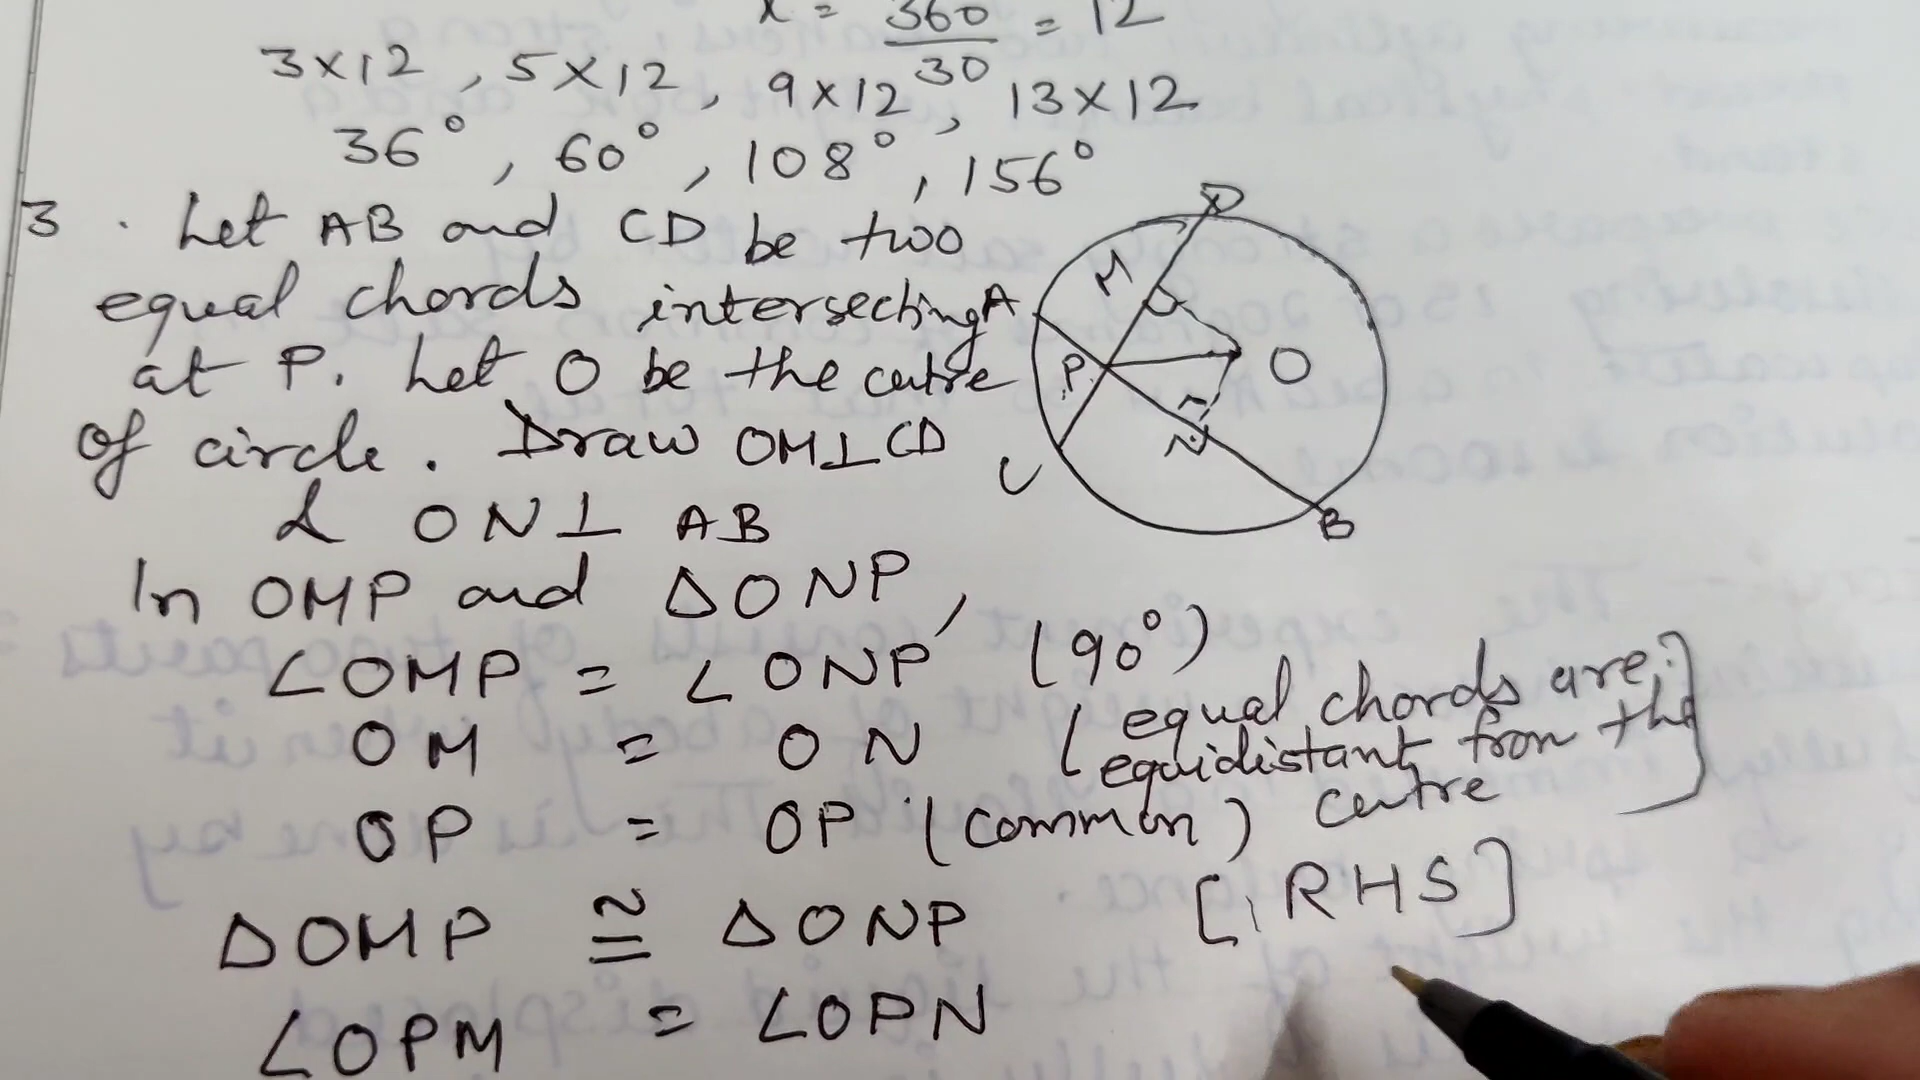 x = 360/30 = 12
3×12, 5×12, 9×12, 13×12
36°, 60°, 108°, 156°
3. Let AB and CD be two
equal chords intersecting
at P. Let O be the centre
of circle. Draw OM⊥CD
& ON⊥ AB
In OMP and ΔONP,
∠OMP = ∠ONP (90°)
OM = ON (equal chords are
equidistant from the
centre
OP = OP (common)
ΔOMP ≅ ΔONP [RHS]
∠OPM = ∠OPN
D
M
A
P
O
N
C
B